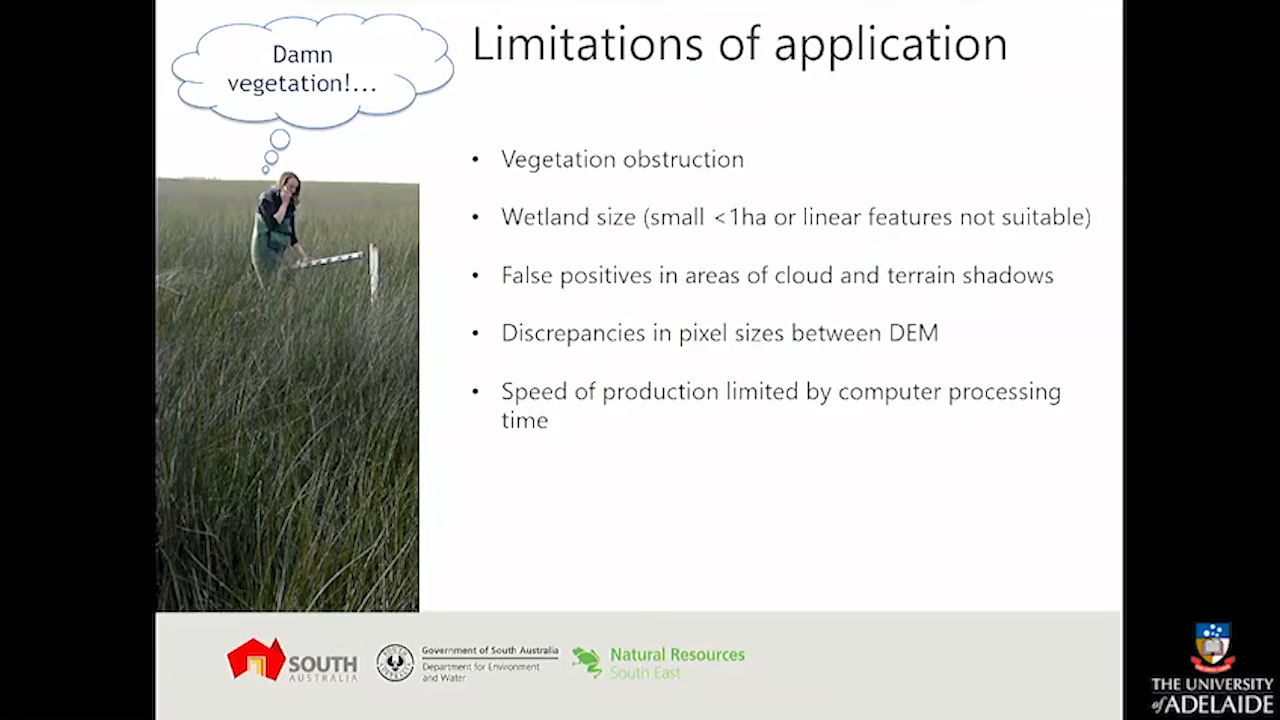 Damn
vegetation!...
Limitations of application
• Vegetation obstruction
• Wetland size (small <1ha or linear features not suitable)
• False positives in areas of cloud and terrain shadows
• Discrepancies in pixel sizes between DEM
• Speed of production limited by computer processing
time
SOUTH
AUSTRALIA
Government of South Australia
Department for Environment
and Water
Natural Resources
South East
THE UNIVERSITY
of ADELAIDE